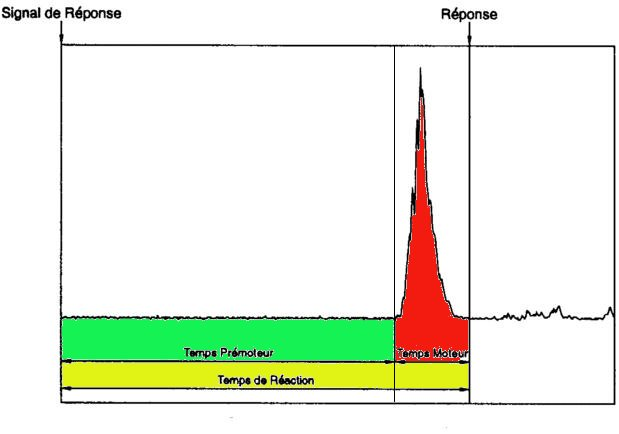 Signal de Réponse
Réponse
Temps Prémoteur
Temps Moteur
Temps de Réaction